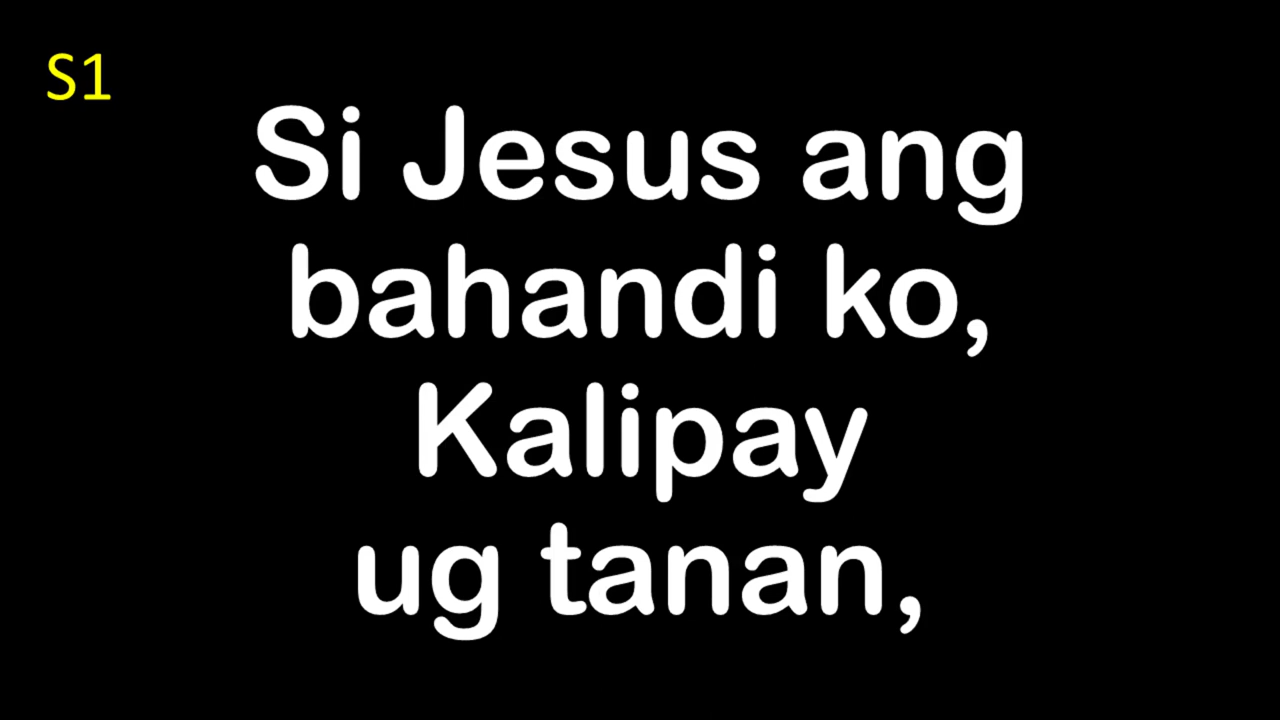 S1
Si Jesus ang
bahandi ko,
Kalipay
ug tanan,